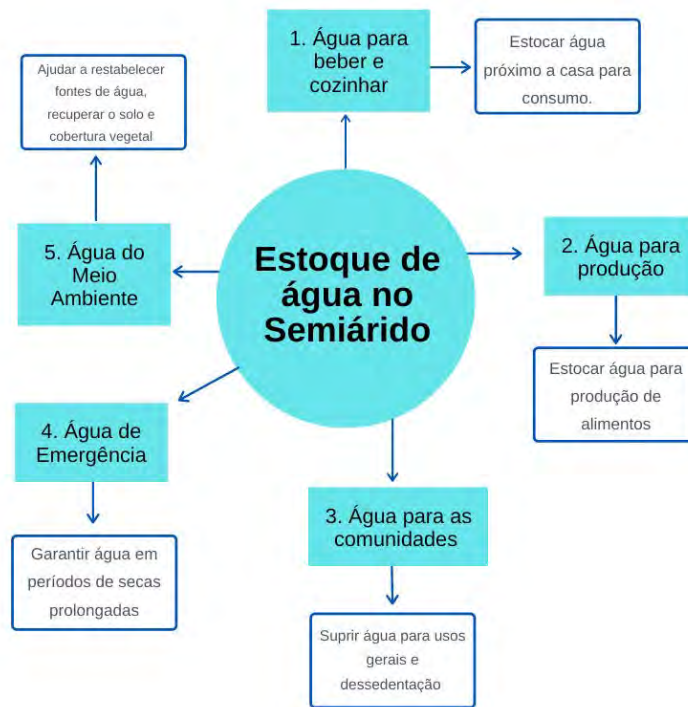 Estoque de
água no
Semiárido
1. Água para
beber e
cozinhar
Estocar água
próximo a casa para
consumo.
2. Água para
produção
Estocar água para
produção de
alimentos
3. Água para as
comunidades
Suprir água para usos
gerais e
dessedentação
4. Água de
Emergência
Garantir água em
períodos de secas
prolongadas
5. Água do
Meio
Ambiente
Ajudar a restabelecer
fontes de água,
recuperar o solo e
cobertura vegetal